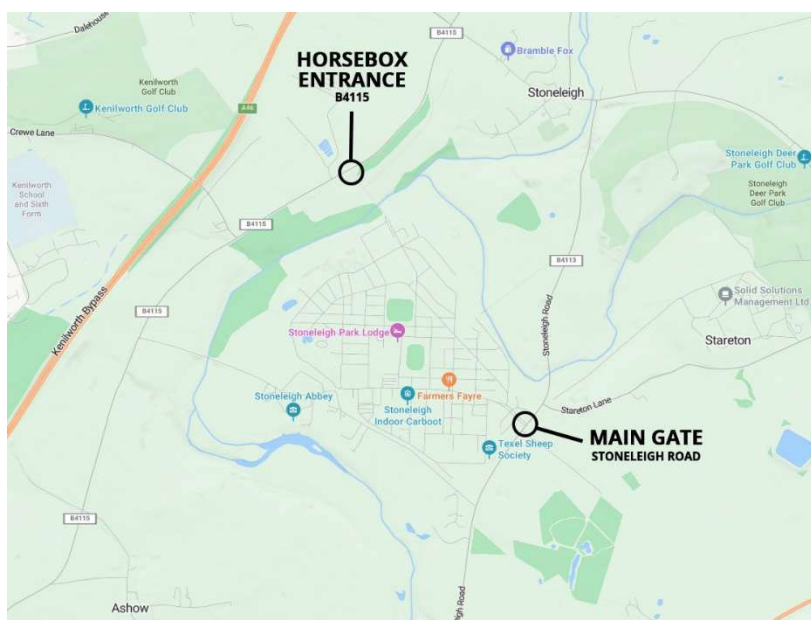 Dalehouse
B4115
Bramble Fox
HORSEBOX
ENTRANCE
B4115
Kenilworth
Golf Club
Kenilworth Golf Club
A46
Stoneleigh
Crewe Lane
Stoneleigh Deer
Park Golf Club
Kenilworth
School
and Sixth
Form
Stoneleigh
Deer Park
Golf Club
B4115
B4113
Solid Solutions
Management Ltd
Stoneleigh Road
B4115
Kenilworth Bypass
Stoneleigh Park Lodge
Stareton
Farmers Fayre
Stoneleigh Abbey
Stoneleigh
Indoor Carboot
Stareton Lane
MAIN GATE
STONELEIGH ROAD
Texel Sheep
Society
B4115
Ashow
igh Road